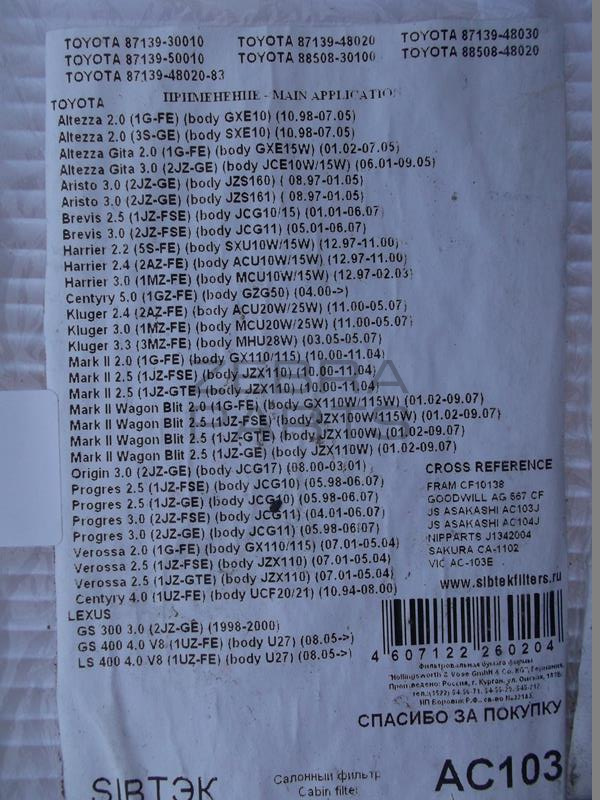 TOYOTA 87139-30010 TOYOTA 87139-48020 TOYOTA 87139-48030
TOYOTA 87139-50010 TOYOTA 88508-30100 TOYOTA 88508-48020
TOYOTA 87139-48020-83
ПРИМЕНЕНИЕ - MAIN APPLICATION
TOYOTA
Altezza 2.0 (1G-FE) (body GXE10) (10.98-07.05)
Altezza 2.0 (3S-GE) (body SXE10) (10.98-07.05)
Altezza Gita 2.0 (1G-FE) (body GXE15W) (01.02-07.05)
Altezza Gita 3.0 (2JZ-GE) (body JCE10W/15W) (06.01-09.05)
Aristo 3.0 (2JZ-GE) (body JZS160) ( 08.97-01.05)
Aristo 3.0 (2JZ-GE) (body JZS161) ( 08.97-01.05)
Brevis 2.5 (1JZ-FSE) (body JCG10/15) (01.01-06.07)
Brevis 3.0 (2JZ-FSE) (body JCG11) (05.01-06.07)
Harrier 2.2 (5S-FE) (body SXU10W/15W) (12.97-11.00)
Harrier 2.4 (2AZ-FE) (body ACU10W/15W) (12.97-11.00)
Harrier 3.0 (1MZ-FE) (body MCU10W/15W) (12.97-02.03)
Centyry 5.0 (1GZ-FE) (body GZG50) (04.00->)
Kluger 2.4 (2AZ-FE) (body ACU20W/25W) (11.00-05.07)
Kluger 3.0 (1MZ-FE) (body MCU20W/25W) (11.00-05.07)
Kluger 3.3 (3MZ-FE) (body MHU28W) (03.05-05.07)
Mark II 2.0 (1G-FE) (body GX110/115) (10.00-11.04)
Mark II 2.5 (1JZ-FSE) (body JZX110) (10.00-11.04)
Mark II 2.5 (1JZ-GTE) (body JZX110) (10.00-11.04)
Mark II Wagon Blit 2.0 (1G-FE) (body GX110W/115W) (01.02-09.07)
Mark II Wagon Blit 2.5 (1JZ-FSE) (body JZX100W/115W) (01.02-09.07)
Mark II Wagon Blit 2.5 (1JZ-GTE) (body JZX100W) (01.02-09.07)
Mark II Wagon Blit 2.5 (1JZ-GE) (body JZX110W) (01.02-09.07)
Origin 3.0 (2JZ-GE) (body JCG17) (08.00-03.01)
Progres 2.5 (1JZ-FSE) (body JCG10) (05.98-06.07)
Progres 2.5 (1JZ-GE) (body JCG10) (05.98-06.07)
Progres 3.0 (2JZ-FSE) (body JCG11) (04.01-06.07)
Progres 3.0 (2JZ-GE) (body JCG11) (05.98-06.07)
Verossa 2.0 (1G-FE) (body GX110/115) (07.01-05.04)
Verossa 2.5 (1JZ-FSE) (body JZX110) (07.01-05.04)
Verossa 2.5 (1JZ-GTE) (body JZX110) (07.01-05.04)
Centyry 4.0 (1UZ-FE) (body UCF20/21) (10.94-08.00)
LEXUS
GS 300 3.0 (2JZ-GE) (1998-2000)
GS 400 4.0 V8 (1UZ-FE) (body U27) (08.05->)
LS 400 4.0 V8 (1UZ-FE) (body U27) (08.05->)
CROSS REFERENCE
FRAM CF10138
GOODWILL AG 667 CF
JS ASAKASHI AC103J
JS ASAKASHI AC104J
NIPPARTS J1342004
SAKURA CA-1102
VIC AC-103E
www.sibtekfilters.ru
4 607122 260204
Фильтровальная бумага фирмы
"Hollingsworth & Vose GmbH & Co. KG", Германия
Произведено: Россия, г. Курган,
СПАСИБО ЗА ПОКУПКУ
SIBТЭК
Салонный фильтр
Cabin filter
AC103